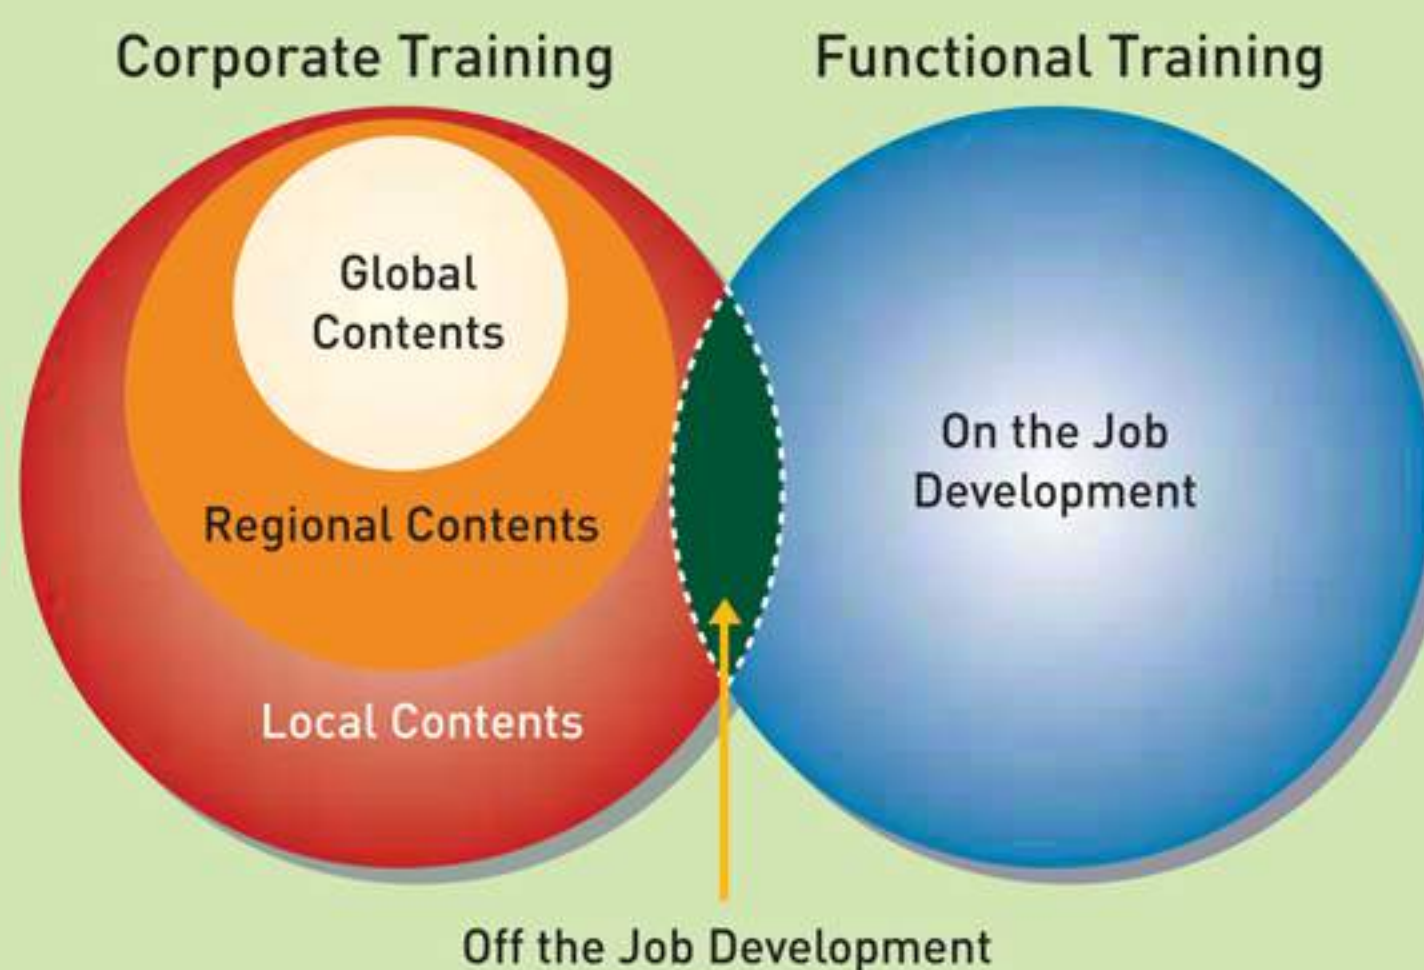 Corporate Training
Functional Training
Global
Contents
Regional Contents
Local Contents
On the Job
Development
Off the Job Development